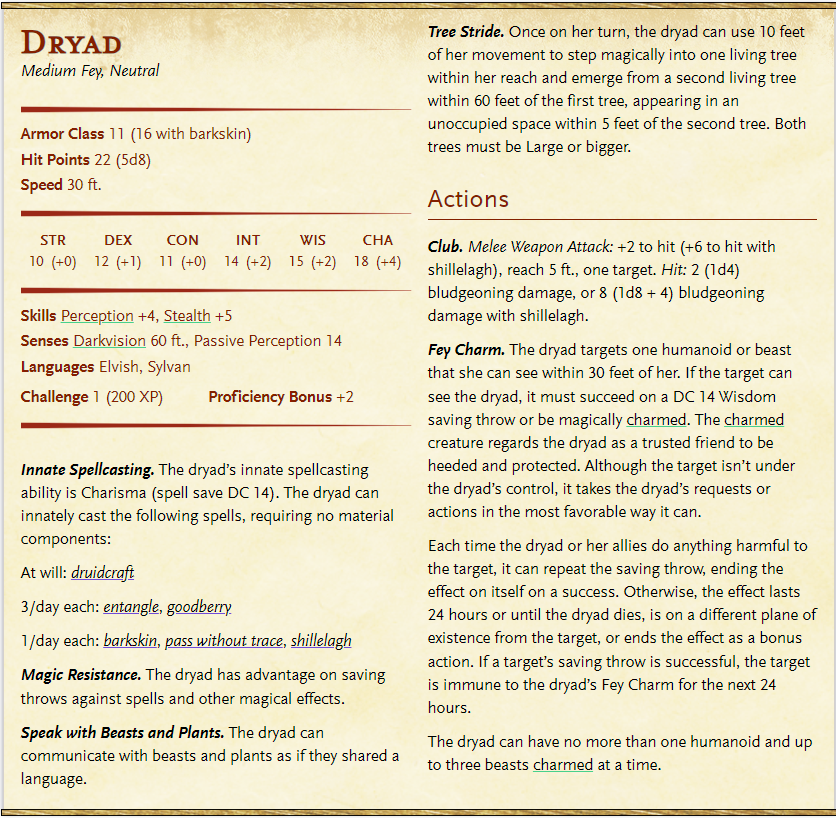 DRYAD
Medium Fey, Neutral
Armor Class 11 (16 with barkskin)
Hit Points 22 (5d8)
Speed 30 ft.
STR DEX CON INT WIS CHA
10 (+0) 12 (+1) 11 (+0) 14 (+2) 15 (+2) 18 (+4)
Skills Perception +4, Stealth +5
Senses Darkvision 60 ft., Passive Perception 14
Languages Elvish, Sylvan
Challenge 1 (200 XP) Proficiency Bonus +2
Innate Spellcasting. The dryad's innate spellcasting
ability is Charisma (spell save DC 14). The dryad can
innately cast the following spells, requiring no material
components:
At will: druidcraft
3/day each: entangle, goodberry
1/day each: barkskin, pass without trace, shillelagh
Magic Resistance. The dryad has advantage on saving
throws against spells and other magical effects.
Speak with Beasts and Plants. The dryad can
communicate with beasts and plants as if they shared a
language.
Tree Stride. Once on her turn, the dryad can use 10 feet
of her movement to step magically into one living tree
within her reach and emerge from a second living tree
within 60 feet of the first tree, appearing in an
unoccupied space within 5 feet of the second tree. Both
trees must be Large or bigger.
Actions
Club. Melee Weapon Attack: +2 to hit (+6 to hit with
shillelagh), reach 5 ft., one target. Hit: 2 (1d4)
bludgeoning damage, or 8 (1d8 + 4) bludgeoning
damage with shillelagh.
Fey Charm. The dryad targets one humanoid or beast
that she can see within 30 feet of her. If the target can
see the dryad, it must succeed on a DC 14 Wisdom
saving throw or be magically charmed. The charmed
creature regards the dryad as a trusted friend to be
heeded and protected. Although the target isn't under
the dryad's control, it takes the dryad's requests or
actions in the most favorable way it can.
Each time the dryad or her allies do anything harmful to
the target, it can repeat the saving throw, ending the
effect on itself on a success. Otherwise, the effect lasts
24 hours or until the dryad dies, is on a different plane of
existence from the target, or ends the effect as a bonus
action. If a target's saving throw is successful, the target
is immune to the dryad's Fey Charm for the next 24
hours.
The dryad can have no more than one humanoid and up
to three beasts charmed at a time.